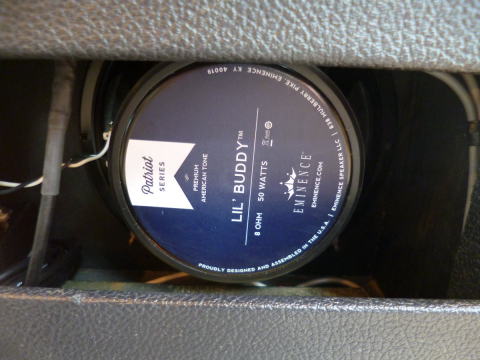 Patriot
SERIES
PREMIUM
AMERICAN TONE
LIL' BUDDY™
8 OHM 50 WATTS
EMINENCE
EMINENCE.COM
PROUDLY DESIGNED AND ASSEMBLED IN THE U.S.A. | EMINENCE SPEAKER LLC | 838 MULBERRY PIKE, EMINENCE, KY 40019